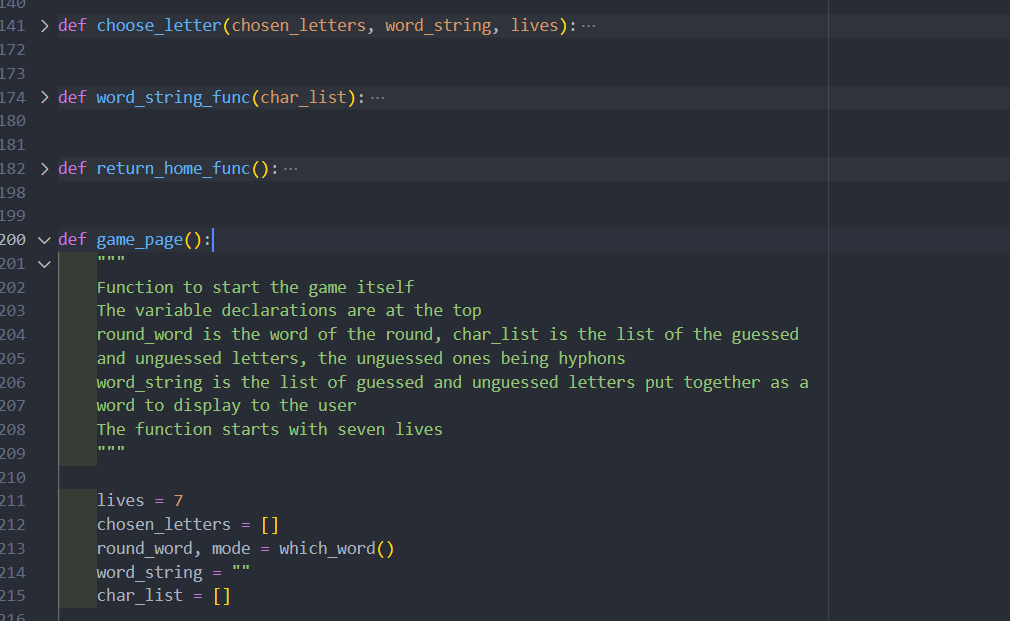 140
141 > def choose_letter(chosen_letters, word_string, lives): ···
172
173
174 > def word_string_func(char_list): ···
180
181
182 > def return_home_func(): ···
198
199
200 def game_page():
201 """
202 Function to start the game itself
203 The variable declarations are at the top
204 round_word is the word of the round, char_list is the list of the guessed
205 and unguessed letters, the unguessed ones being hyphons
206 word_string is the list of guessed and unguessed letters put together as a
207 word to display to the user
208 The function starts with seven lives
209 """
210
211 lives = 7
212 chosen_letters = []
213 round_word, mode = which_word()
214 word_string = ""
215 char_list = []
216